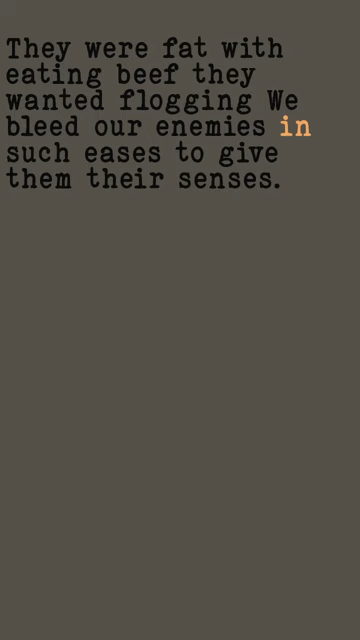 They were fat with
eating beef they
wanted flogging We
bleed our enemies in
such eases to give
them their senses.